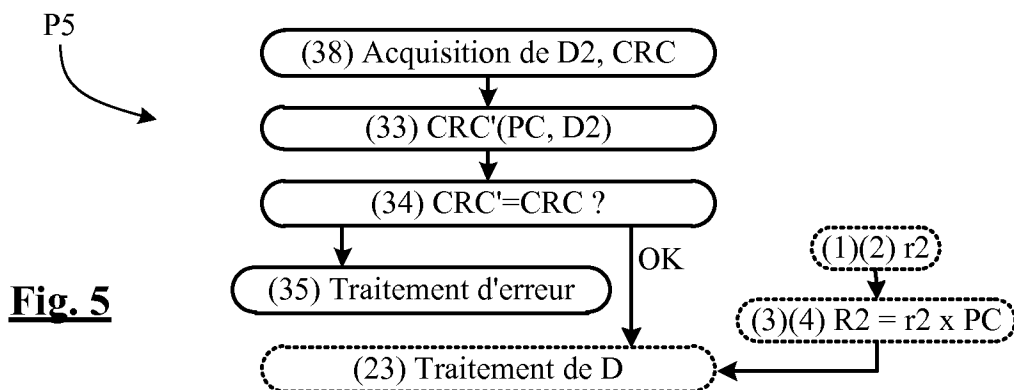 P5
(38) Acquisition de D2, CRC
(33) CRC'(PC, D2)
(34) CRC'=CRC ?
OK
(1)(2) r2
(35) Traitement d'erreur
(3)(4) R2 = r2 x PC
Fig. 5
(23) Traitement de D